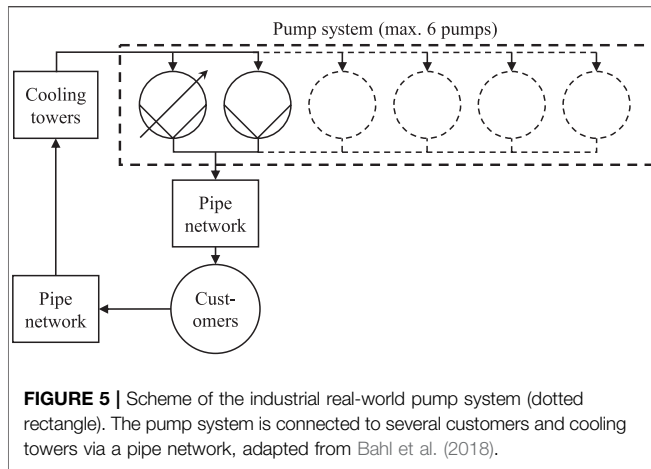 Pump system (max. 6 pumps)
Cooling
towers
Pipe
network
Pipe
network
Cust-
omers
FIGURE 5 | Scheme of the industrial real-world pump system (dotted
rectangle). The pump system is connected to several customers and cooling
towers via a pipe network, adapted from Bahl et al. (2018).